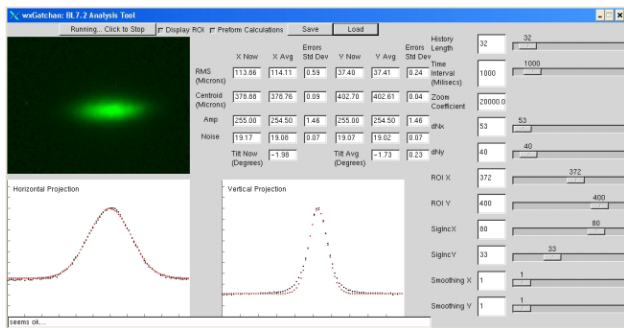 wxGatchan: BL7.2 Analysis Tool
Running... Click to Stop Display ROI Preform Calculations Save Load
X Now X Avg Errors Std Dev Y Now Y Avg Errors Std Dev
RMS (Microns) 113.86 114.11 0.59 37.40 37.41 0.24
Centroid (Microns) 378.88 378.76 0.09 402.70 402.61 0.04
Amp 255.00 254.50 1.46 255.00 254.50 1.46
Noise 19.17 19.08 0.07 19.07 19.02 0.07
Tilt Now (Degrees) -1.98 Tilt Avg (Degrees) -1.73 0.23
History Length 32 32
Time Interval (Milisecs) 1000 1000
Zoom Coefficient 20000.0
dNx 53 53
dNy 40 40
ROI X 372 372
ROI Y 400 400
SigIncX 80 80
SigIncY 33 33
Smoothing X 1 1
Smoothing Y 1 1
Horizontal Projection
Vertical Projection
seems ok...